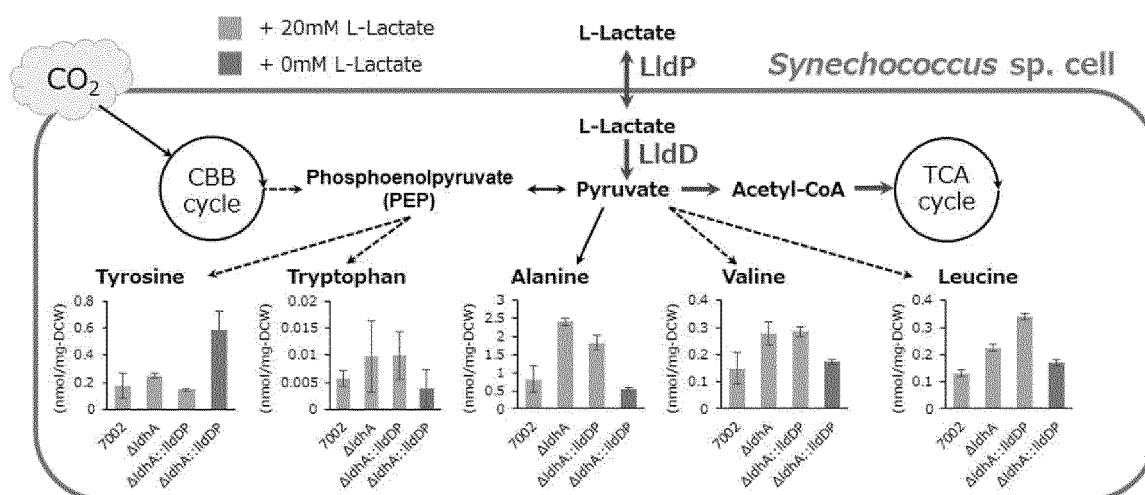 + 20mM L-Lactate
+ 0mM L-Lactate
CO2
L-Lactate
LldP
Synechococcus sp. cell
L-Lactate
LldD
CBB
cycle
Phosphoenolpyruvate
(PEP)
Pyruvate
Acetyl-CoA
TCA
cycle
Tyrosine
(nmol/mg-DCW)
0.8
0.6
0.4
0.2
0
7002
ΔldhA
ΔldhA::lldDP
ΔldhA::lldDP
Tryptophan
(nmol/mg-DCW)
0.02
0.015
0.01
0.005
0
7002
ΔldhA
ΔldhA::lldDP
ΔldhA::lldDP
Alanine
(nmol/mg-DCW)
3
2.5
2
1.5
1
0.5
0
7002
ΔldhA
ΔldhA::lldDP
ΔldhA::lldDP
Valine
(nmol/mg-DCW)
0.4
0.3
0.2
0.1
0
7002
ΔldhA
ΔldhA::lldDP
ΔldhA::lldDP
Leucine
(nmol/mg-DCW)
0.4
0.3
0.2
0.1
0
7002
ΔldhA
ΔldhA::lldDP
ΔldhA::lldDP